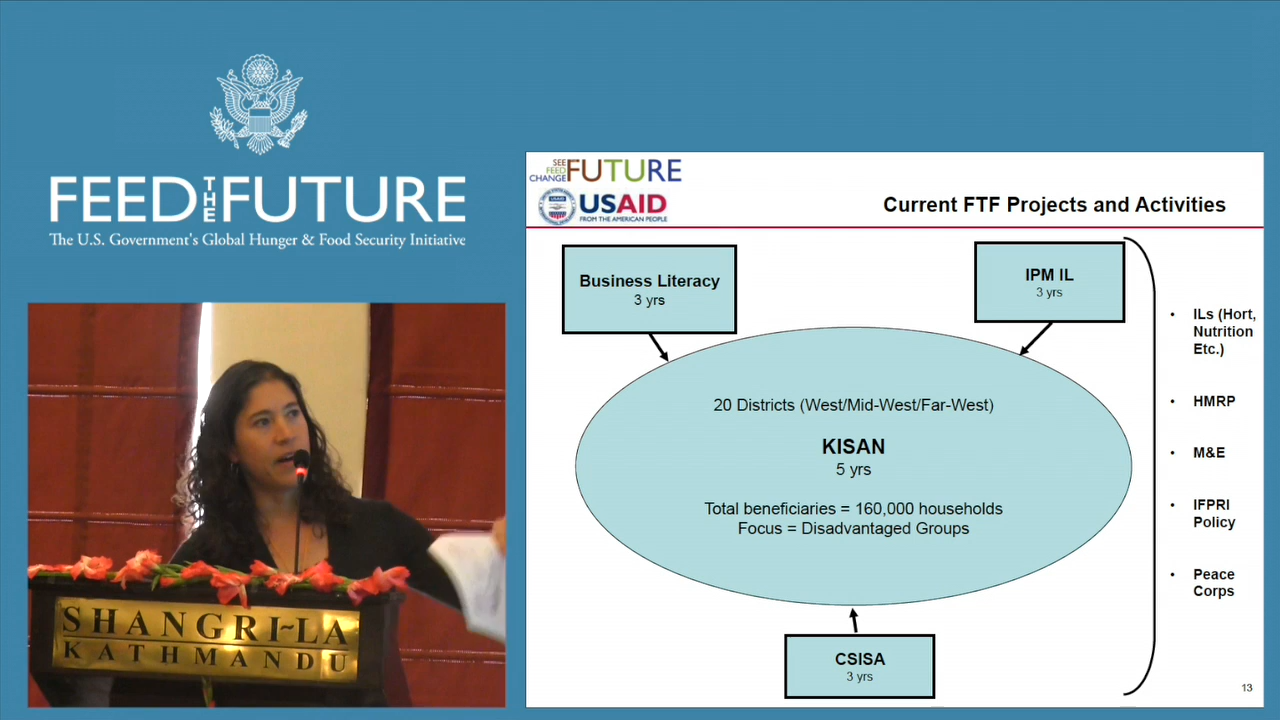 FEED THE FUTURE
The U.S. Government's Global Hunger & Food Security Initiative
SHANGRI~LA
KATHMANDU
SEE
FEED
CHANGE
FUTURE
USAID
USAID
FROM THE AMERICAN PEOPLE
Current FTF Projects and Activities
Business Literacy
3 yrs
IPM IL
3 yrs
20 Districts (West/Mid-West/Far-West)
KISAN
5 yrs
Total beneficiaries = 160,000 households
Focus = Disadvantaged Groups
CSISA
3 yrs
• ILs (Hort,
Nutrition
Etc.)
• HMRP
• M&E
• IFPRI
Policy
• Peace
Corps
13